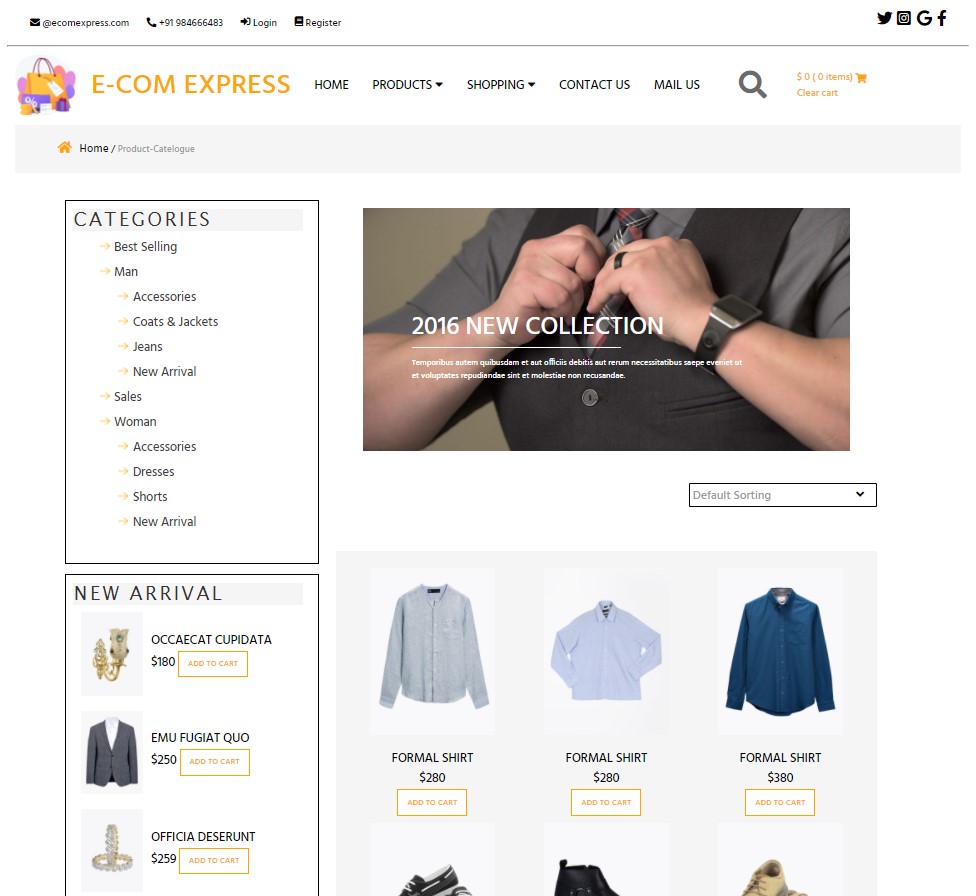 @ecomexpress.com +91 984666483 Login Register
E-COM EXPRESS HOME PRODUCTS SHOPPING CONTACT US MAIL US
$ 0 ( 0 items)
Clear cart
Home / Product-Catelogue
CATEGORIES
Best Selling
Man
Accessories
Coats & Jackets
Jeans
New Arrival
Sales
Woman
Accessories
Dresses
Shorts
New Arrival
NEW ARRIVAL
OCCAECAT CUPIDATA
$180 ADD TO CART
EMU FUGIAT QUO
$250 ADD TO CART
OFFICIA DESERUNT
$259 ADD TO CART
2016 NEW COLLECTION
Temporibus autem quibusdam et aut officiis debitis aut rerum necessitatibus saepe eveniet ut
et voluptates repudiandae sint et molestiae non recusandae.
Default Sorting
FORMAL SHIRT FORMAL SHIRT FORMAL SHIRT
$280 $280 $380
ADD TO CART ADD TO CART ADD TO CART